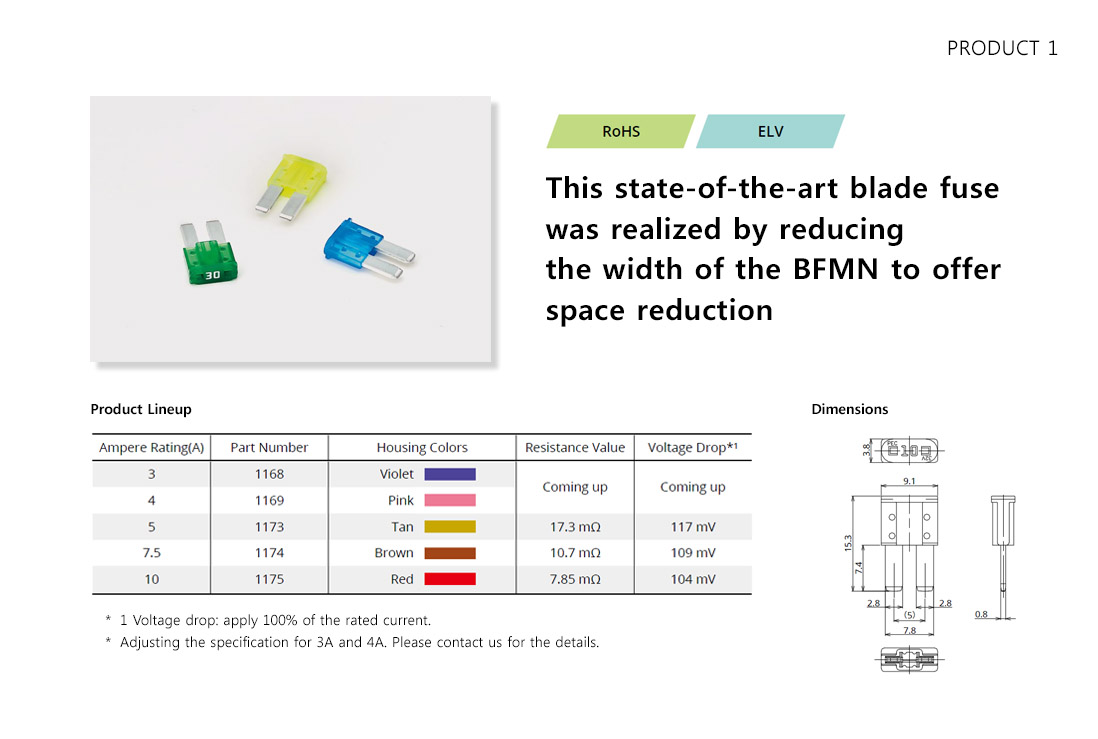 PRODUCT 1
RoHS
ELV
This state-of-the-art blade fuse
was realized by reducing
the width of the BFMN to offer
space reduction
30
Product Lineup
Ampere Rating(A) Part Number Housing Colors Resistance Value Voltage Drop*1
3 1168 Violet Coming up Coming up
4 1169 Pink
5 1173 Tan 17.3 mΩ 117 mV
7.5 1174 Brown 10.7 mΩ 109 mV
10 1175 Red 7.85 mΩ 104 mV
* 1 Voltage drop: apply 100% of the rated current.
* Adjusting the specification for 3A and 4A. Please contact us for the details.
Dimensions
3.8
PEC
10
9.1
15.3
7.4
2.8
2.8
(5)
7.8
0.8